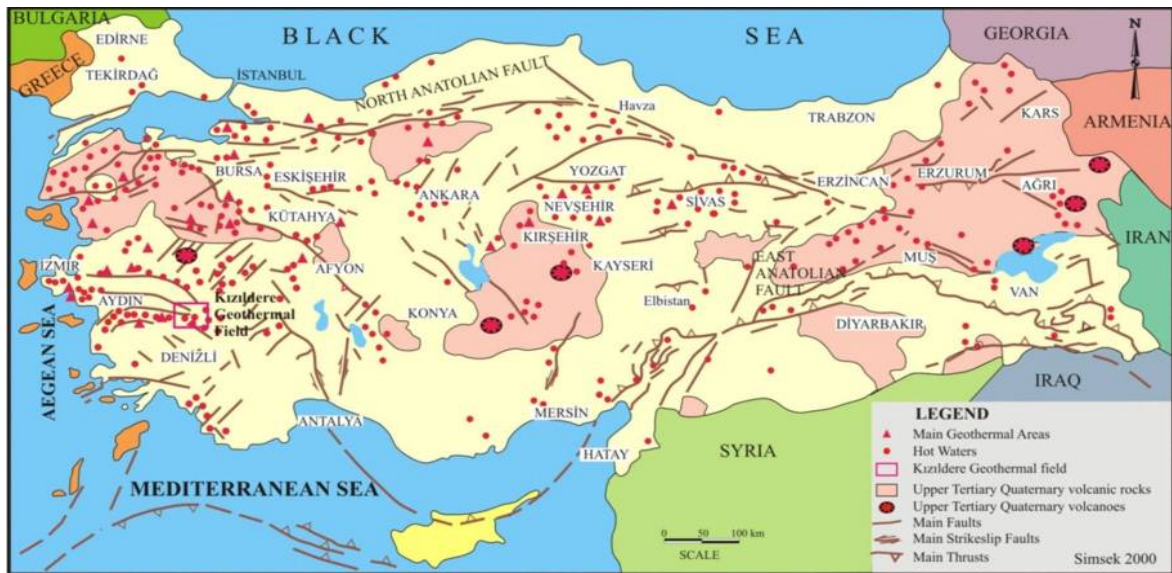 BULGARIA
EDİRNE
GREECE
TEKİRDAĞ
İSTANBUL
BLACK SEA
NORTH ANATOLIAN FAULT
Havza
TRABZON
GEORGIA
N
KARS
ARMENIA
BURSA
ESKİŞEHİR
ANKARA
YOZGAT
ERZİNCAN
ERZURUM
AĞRI
KÜTAHYA
NEVŞEHİR
SİVAS
IRAN
İZMİR
AFYON
KIRŞEHİR
KAYSERİ
EAST
ANATOLIAN
FAULT
MUŞ
VAN
AYDIN
Kızıldere
Geothermal
Field
KONYA
Elbistan
DİYARBAKIR
AEGEAN SEA
DENİZLİ
ANTALYA
MERSİN
HATAY
IRAQ
SYRIA
MEDITERRANEAN SEA
0 50 100 km
SCALE
LEGEND
Main Geothermal Areas
Hot Waters
Kızıldere Geothermal field
Upper Tertiary Quaternary volcanic rocks
Upper Tertiary Quaternary volcanoes
Main Faults
Main Strikeslip Faults
Main Thrusts
Simsek 2000